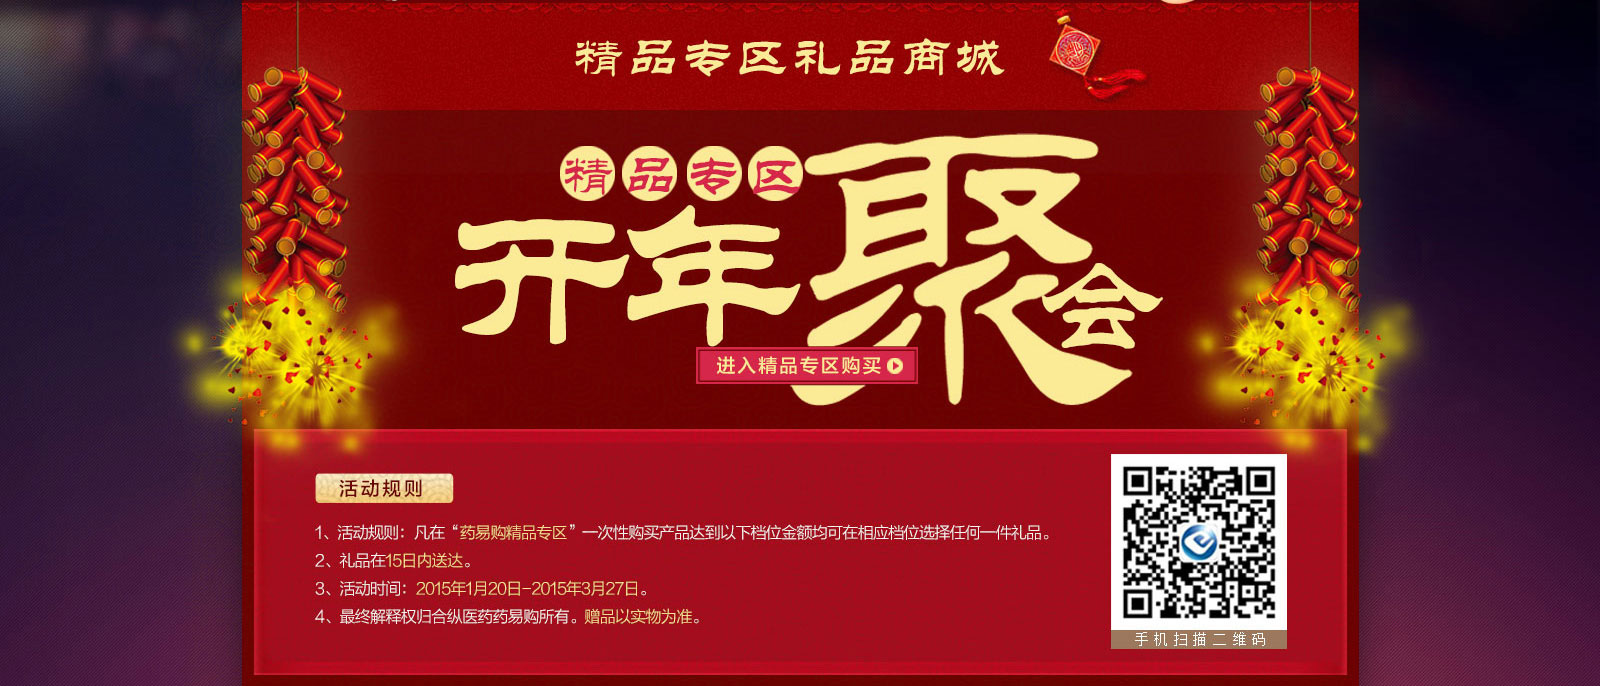 精品专区礼品商城
精品专区
开年聚会
进入精品专区购买
活动规则
1、活动规则：凡在“药易购精品专区”一次性购买产品达到以下档位金额均可在相应档位选择任何一件礼品。
2、礼品在15日内送达。
3、活动时间：2015年1月20日-2015年3月27日。
4、最终解释权归合纵医药药易购所有。赠品以实物为准。
手机扫描二维码